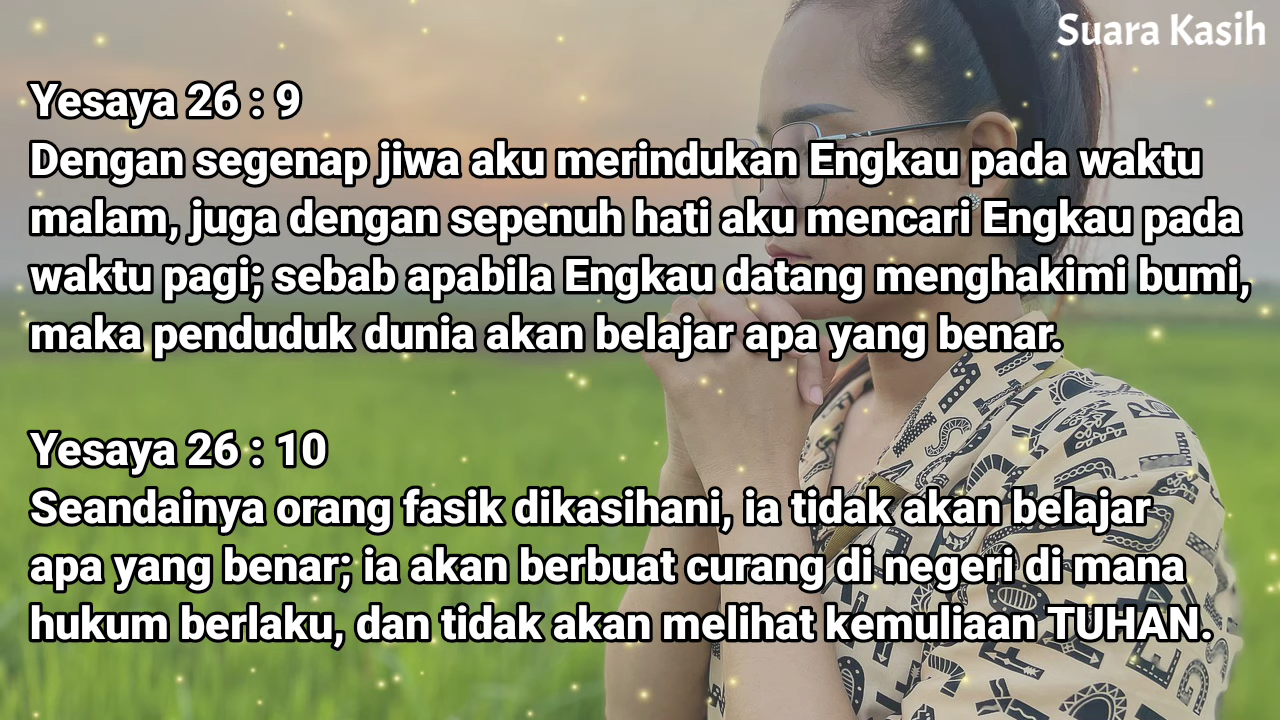 Suara Kasih
Yesaya 26 : 9
Dengan segenap jiwa aku merindukan Engkau pada waktu
malam, juga dengan sepenuh hati aku mencari Engkau pada
waktu pagi; sebab apabila Engkau datang menghakimi bumi,
maka penduduk dunia akan belajar apa yang benar.
Yesaya 26 : 10
Seandainya orang fasik dikasihani, ia tidak akan belajar
apa yang benar; ia akan berbuat curang di negeri di mana
hukum berlaku, dan tidak akan melihat kemuliaan TUHAN.